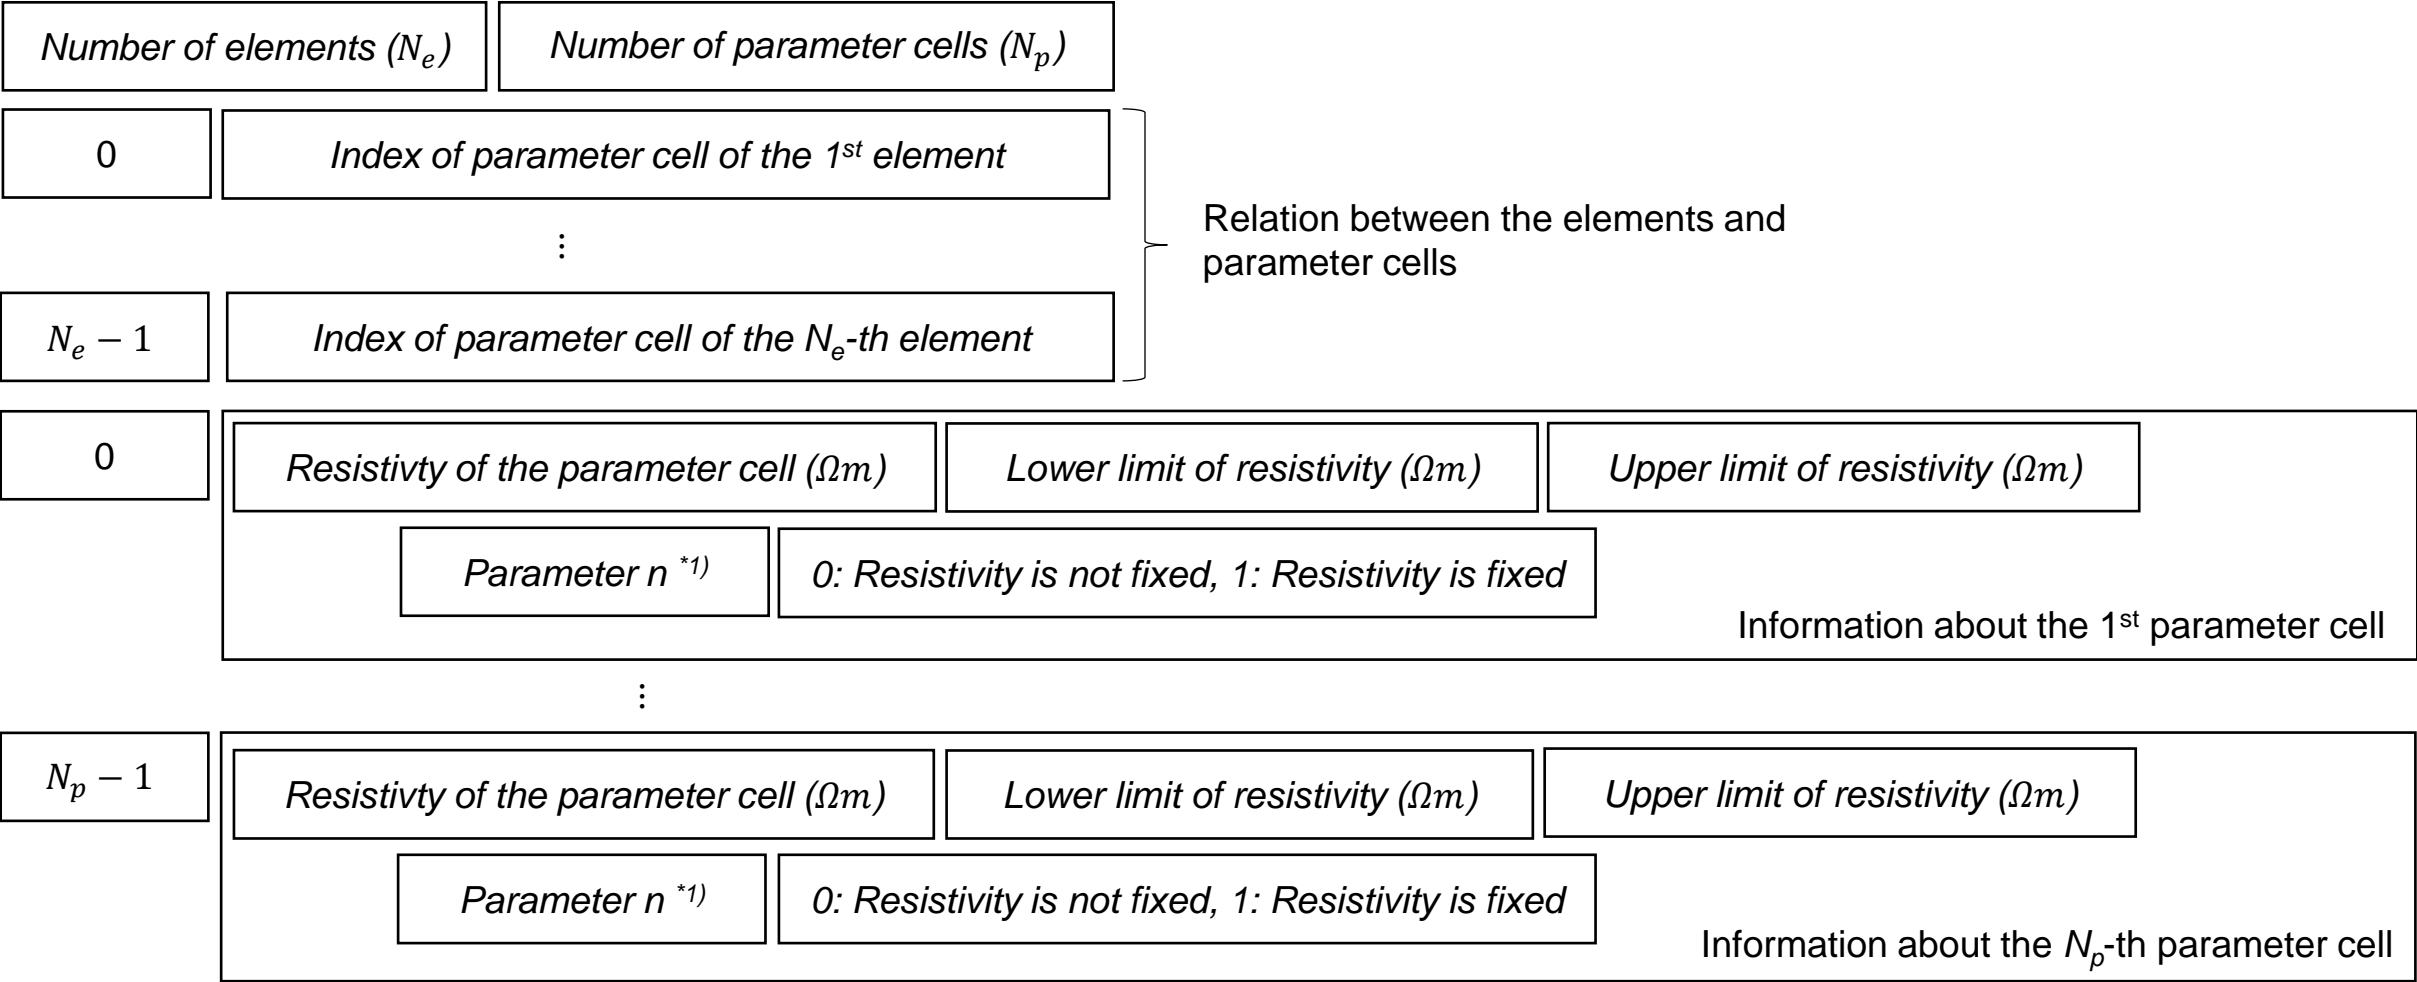 Number of elements (Nₑ) Number of parameter cells (Nₚ)
0 Index of parameter cell of the 1ˢᵗ element
⋮
Nₑ − 1 Index of parameter cell of the Nₑ-th element
Relation between the elements and
parameter cells
0 Resistivty of the parameter cell (Ωm) Lower limit of resistivity (Ωm) Upper limit of resistivity (Ωm)
Parameter n *1) 0: Resistivity is not fixed, 1: Resistivity is fixed
Information about the 1ˢᵗ parameter cell
⋮
Nₚ − 1 Resistivty of the parameter cell (Ωm) Lower limit of resistivity (Ωm) Upper limit of resistivity (Ωm)
Parameter n *1) 0: Resistivity is not fixed, 1: Resistivity is fixed
Information about the Nₚ-th parameter cell